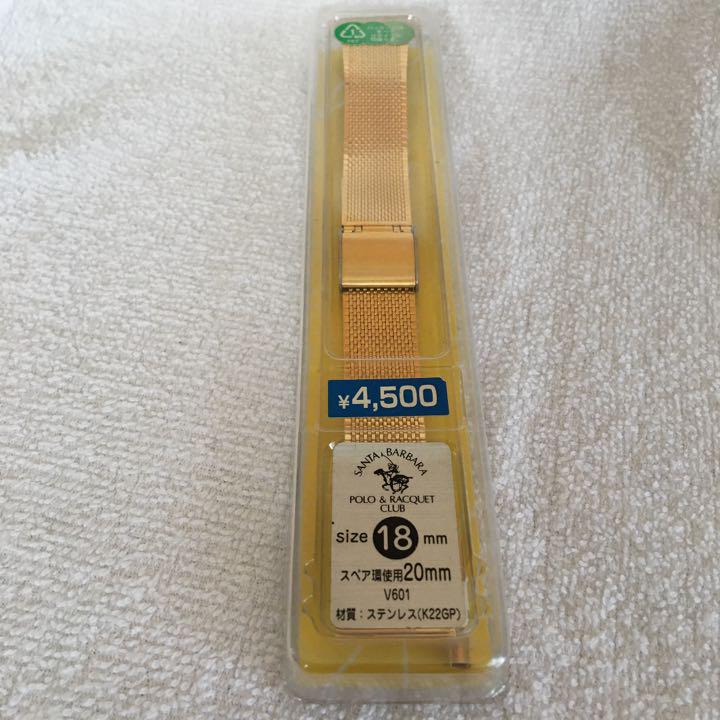 ¥4,500
SANTA BARBARA
POLO & RACQUET
CLUB
size 18 mm
スペア環使用20mm
V601
材質：ステンレス(K22GP)